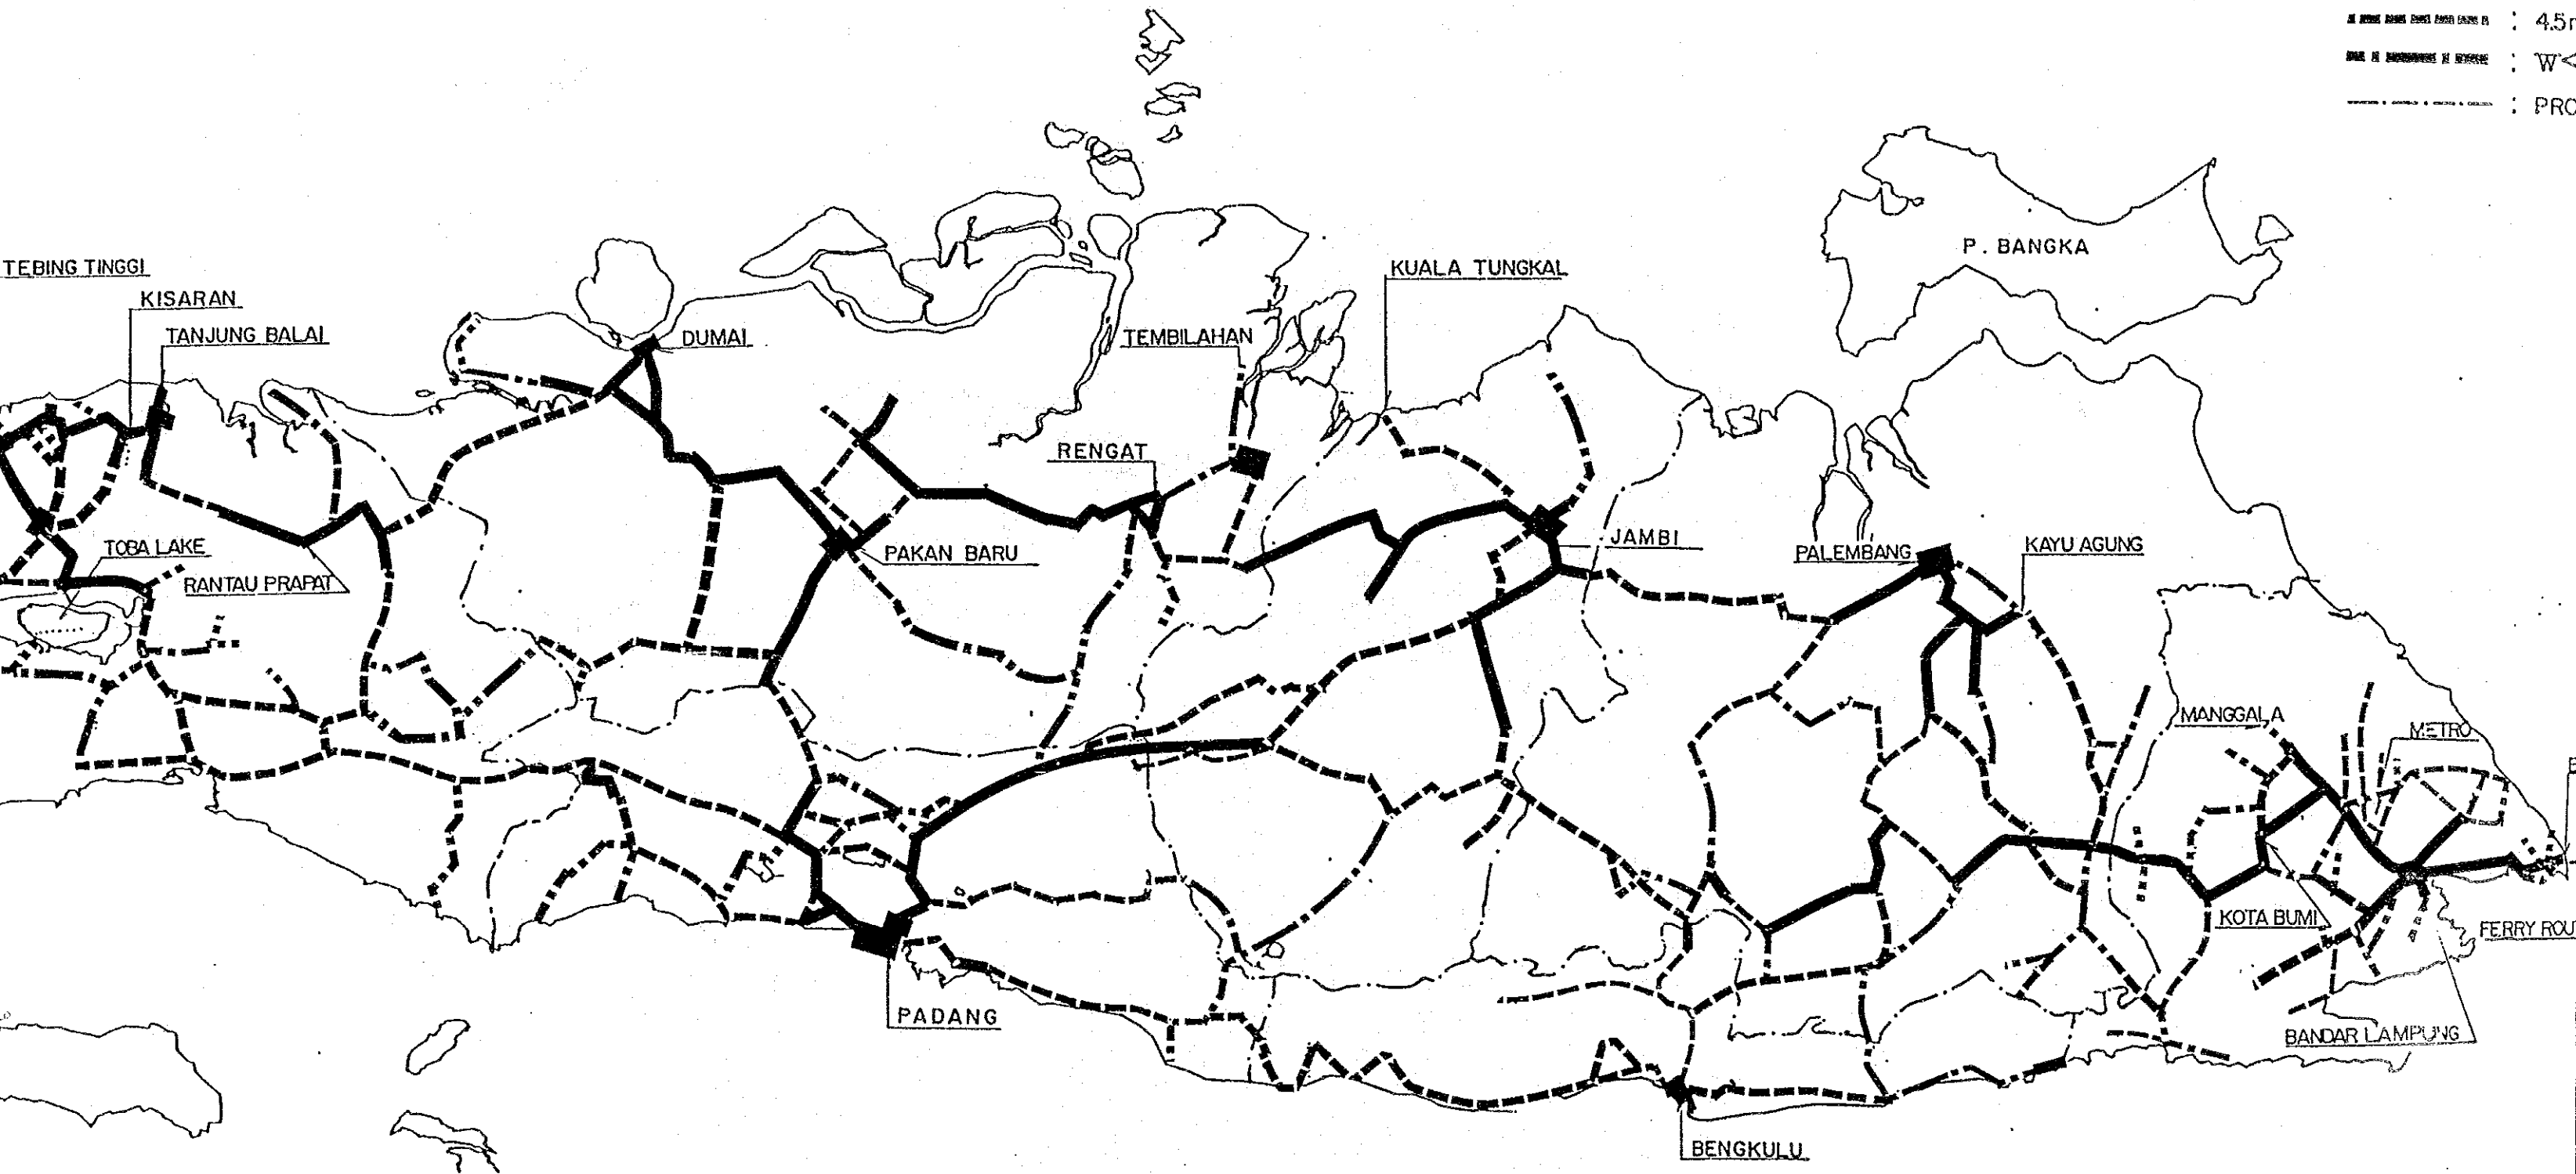 : 4.5
: W<
: PRO
P. BANGKA
TEBING TINGGI
KUALA TUNGKAL
KISARAN
TANJUNG BALAI
DUMAI
TEMBILAHAN
RENGAT
TOBA LAKE
PAKAN BARU
JAMBI
PALEMBANG
KAYU AGUNG
RANTAU PRAPAT
MANGGALA
METRO
KOTA BUMI
FERRY ROU
PADANG
BANDAR LAMPUNG
BENGKULU